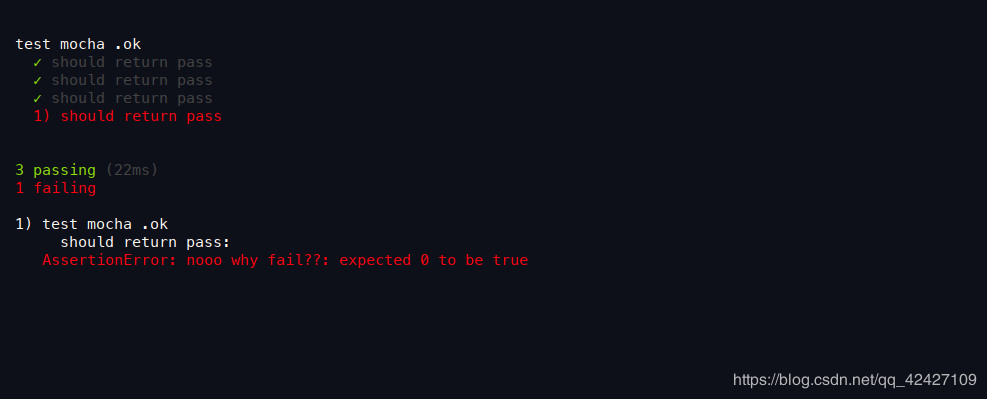 test mocha .ok
✓ should return pass
✓ should return pass
✓ should return pass
1) should return pass
3 passing (22ms)
1 failing
1) test mocha .ok
should return pass:
AssertionError: nooo why fail??: expected 0 to be true
https://blog.csdn.net/qq_42427109